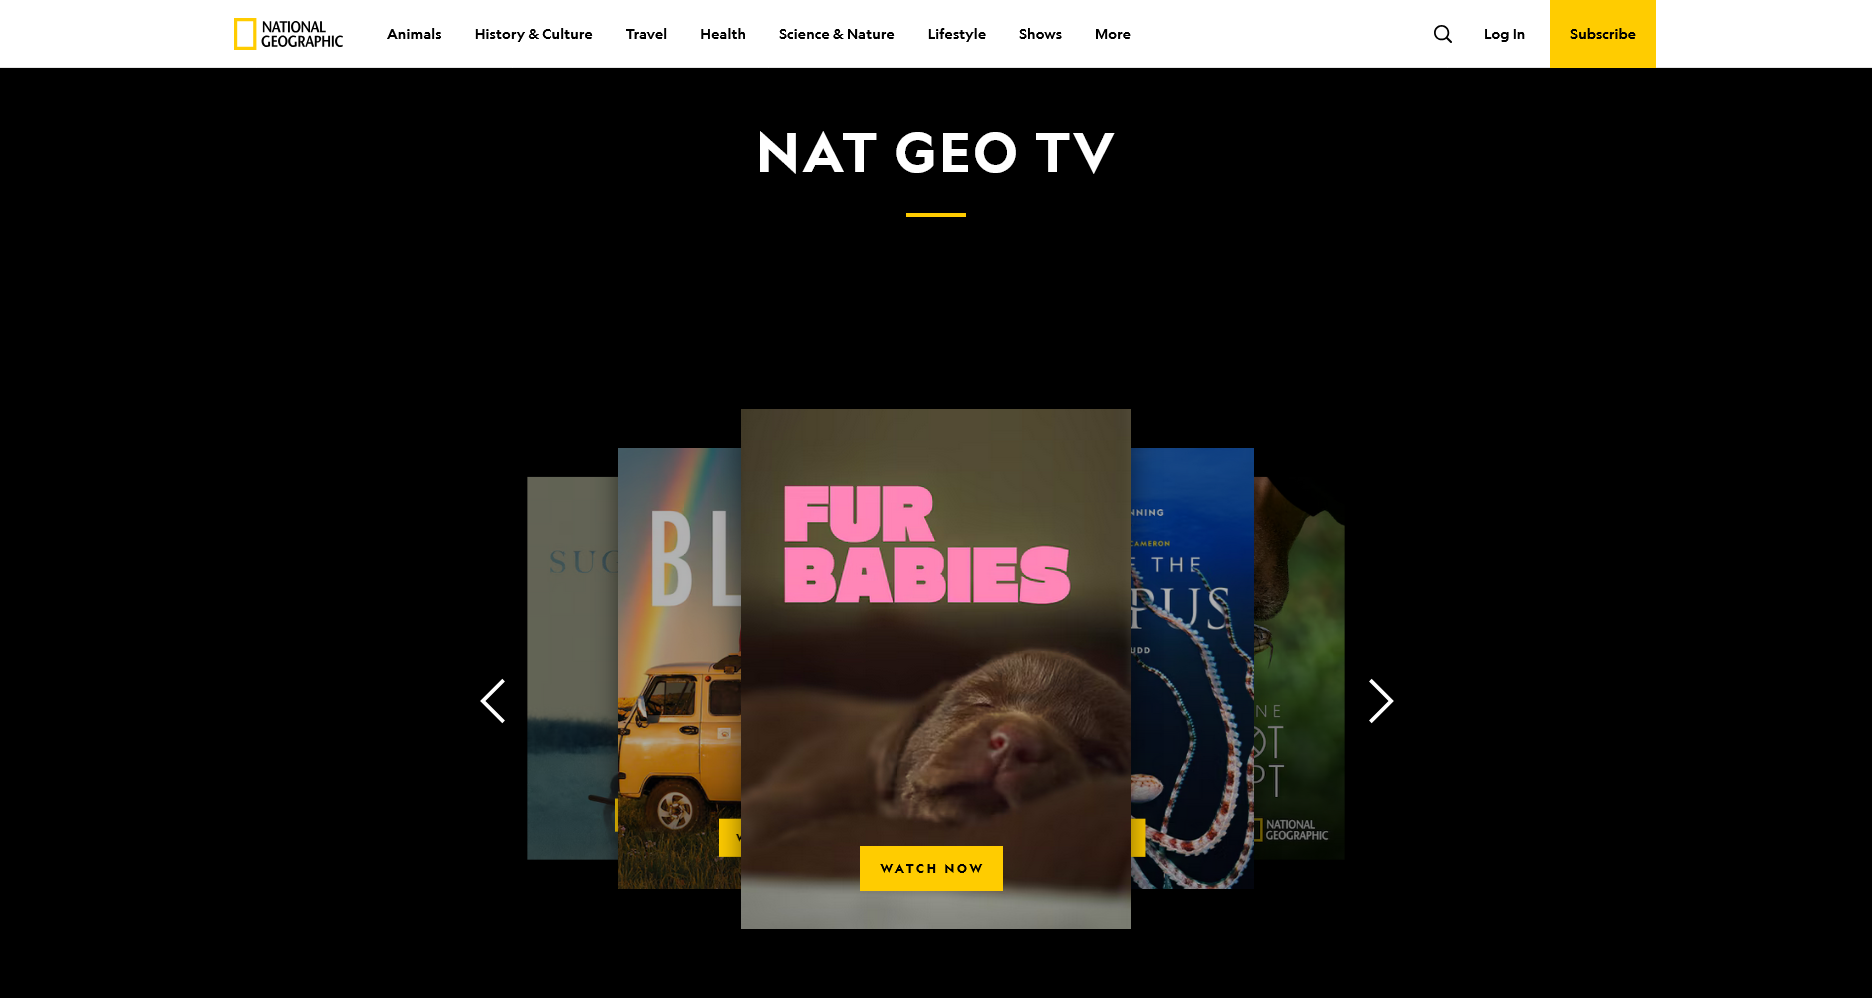 NATIONAL
GEOGRAPHIC
Animals
History & Culture
Travel
Health
Science & Nature
Lifestyle
Shows
More
Log In
Subscribe
NAT GEO TV
SUC
BL
FUR
BABIES
WATCH NOW
NNING
CAMERON
THE
PUS
UDD
NE
OT
PT
NATIONAL
GEOGRAPHIC